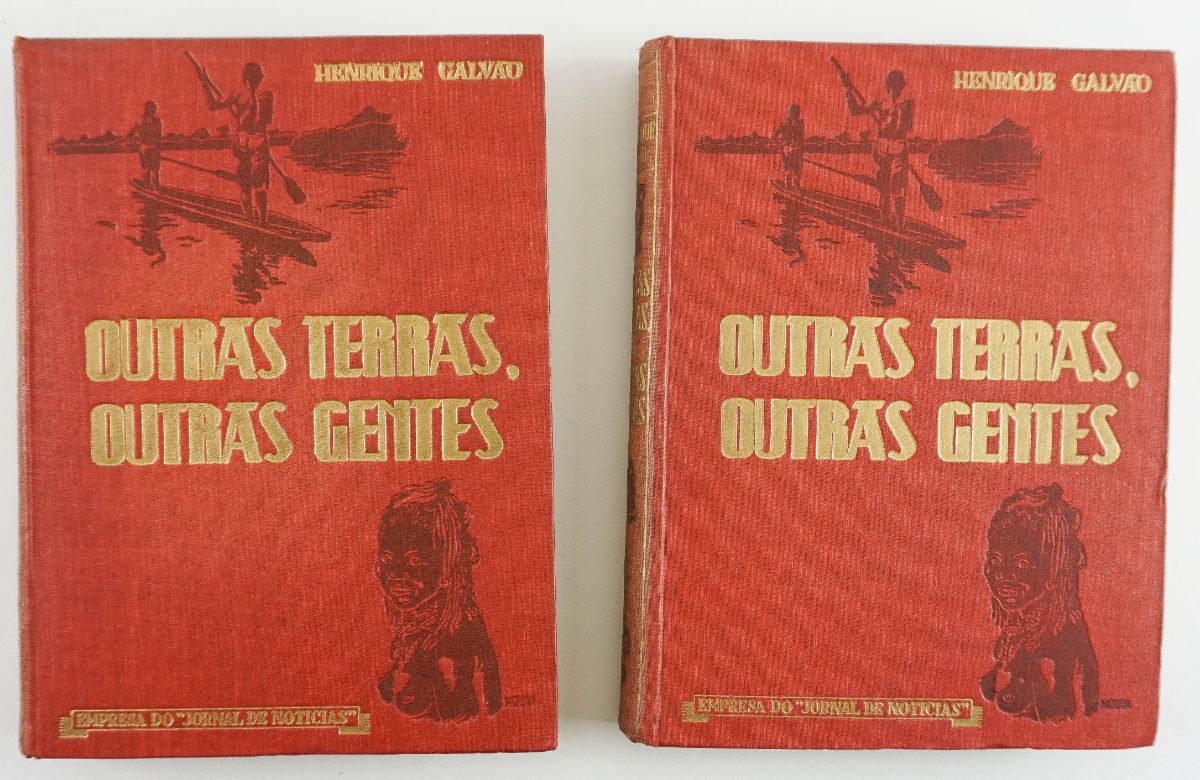 HENRIQUE GALVÃO
OUTRAS TERRAS,
OUTRAS GENTES
EMPRESA DO "JORNAL DE NOTICIAS"
HENRIQUE GALVÃO
OUTRAS TERRAS,
OUTRAS GENTES
EMPRESA DO "JORNAL DE NOTICIAS"